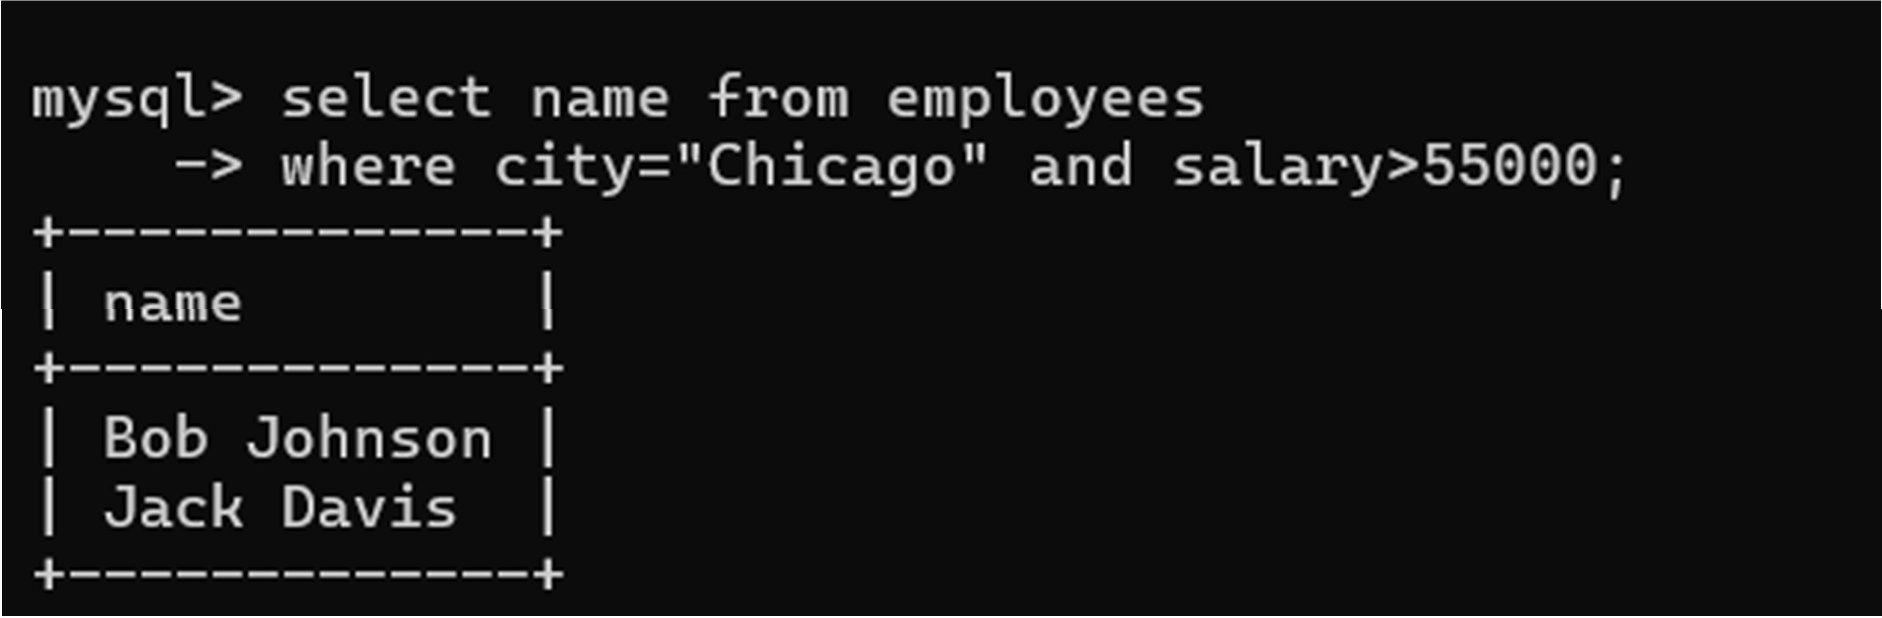 mysql> select name from employees
    -> where city="Chicago" and salary>55000;
+-------------+
| name        |
+-------------+
| Bob Johnson |
| Jack Davis  |
+-------------+